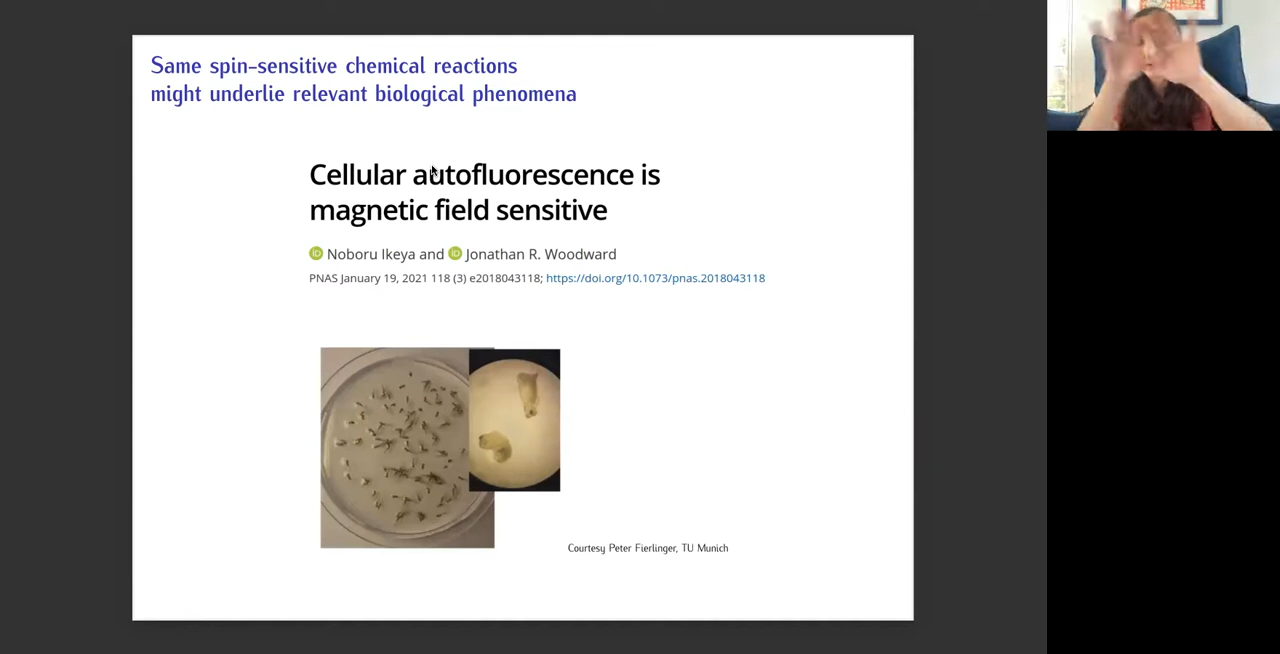 Same spin-sensitive chemical reactions
might underlie relevant biological phenomena
Cellular autofluorescence is
magnetic field sensitive
iD Noboru Ikeya and iD Jonathan R. Woodward
PNAS January 19, 2021 118 (3) e2018043118; https://doi.org/10.1073/pnas.2018043118
Courtesy Peter Fierlinger, TU Munich